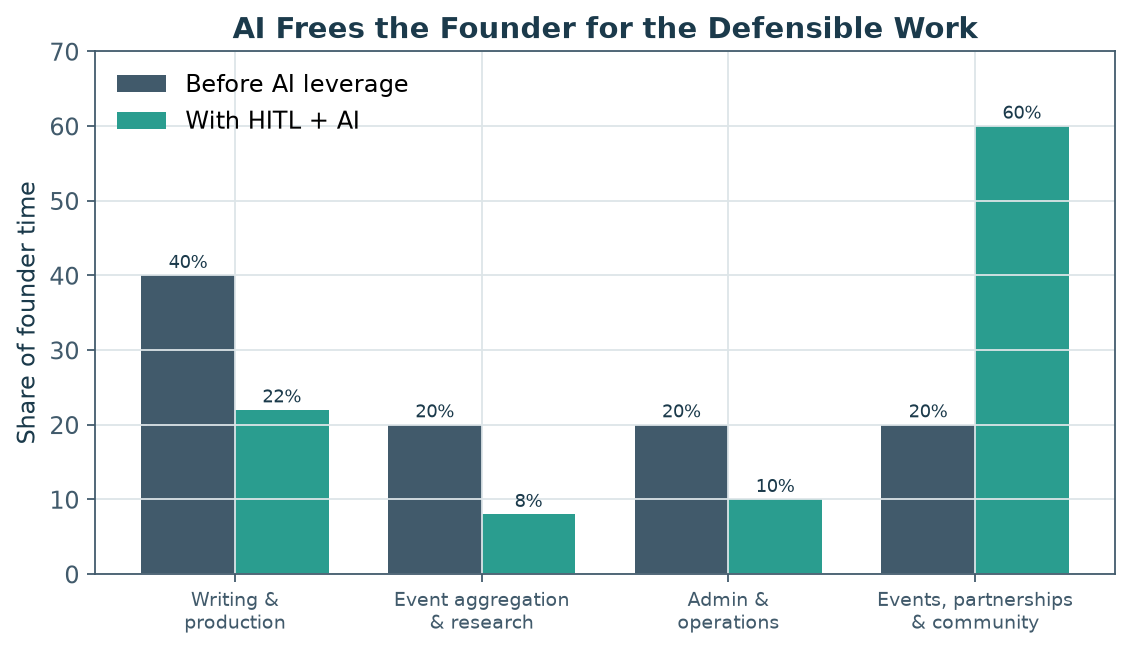 AI Frees the Founder for the Defensible Work
Before AI leverage
With HITL + AI
Share of founder time
70
60
50
40
30
20
10
0
40%
22%
20%
8%
20%
10%
20%
60%
Writing &
production
Event aggregation
& research
Admin &
operations
Events, partnerships
& community